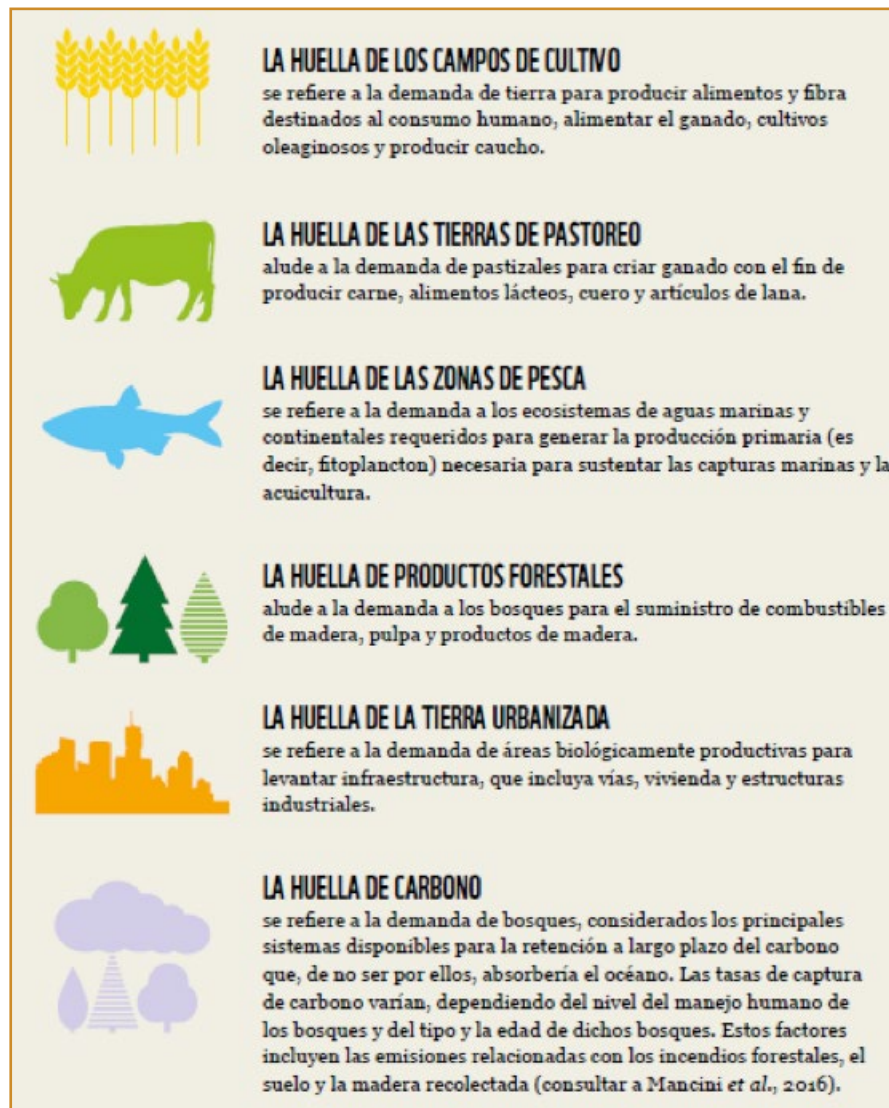 LA HUELLA DE LOS CAMPOS DE CULTIVO
se refiere a la demanda de tierra para producir alimentos y fibra
destinados al consumo humano, alimentar el ganado, cultivos
oleaginosos y producir caucho.
LA HUELLA DE LAS TIERRAS DE PASTOREO
alude a la demanda de pastizales para criar ganado con el fin de
producir carne, alimentos lácteos, cuero y artículos de lana.
LA HUELLA DE LAS ZONAS DE PESCA
se refiere a la demanda a los ecosistemas de aguas marinas y
continentales requeridos para generar la producción primaria (es
decir, fitoplancton) necesaria para sustentar las capturas marinas y la
acuicultura.
LA HUELLA DE PRODUCTOS FORESTALES
alude a la demanda a los bosques para el suministro de combustibles
de madera, pulpa y productos de madera.
LA HUELLA DE LA TIERRA URBANIZADA
se refiere a la demanda de áreas biológicamente productivas para
levantar infraestructura, que incluya vías, vivienda y estructuras
industriales.
LA HUELLA DE CARBONO
se refiere a la demanda de bosques, considerados los principales
sistemas disponibles para la retención a largo plazo del carbono
que, de no ser por ellos, absorbería el océano. Las tasas de captura
de carbono varían, dependiendo del nivel del manejo humano de
los bosques y del tipo y la edad de dichos bosques. Estos factores
incluyen las emisiones relacionadas con los incendios forestales, el
suelo y la madera recolectada (consultar a Mancini et al., 2016).